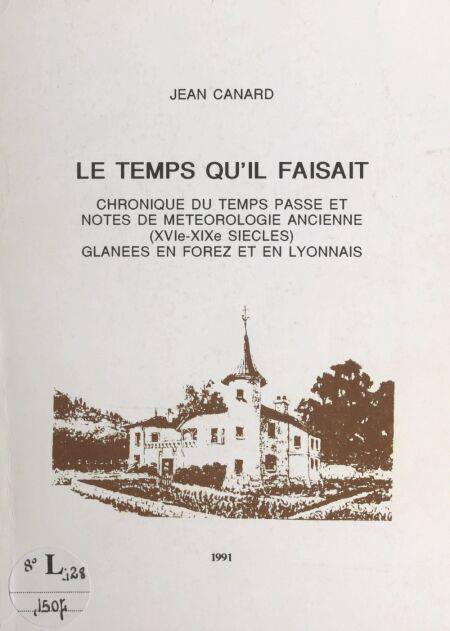 JEAN CANARD
LE TEMPS QU'IL FAISAIT
CHRONIQUE DU TEMPS PASSE ET
NOTES DE METEOROLOGIE ANCIENNE
(XVIe-XIXe SIECLES)
GLANEES EN FOREZ ET EN LYONNAIS
1991
8° L
128
1507